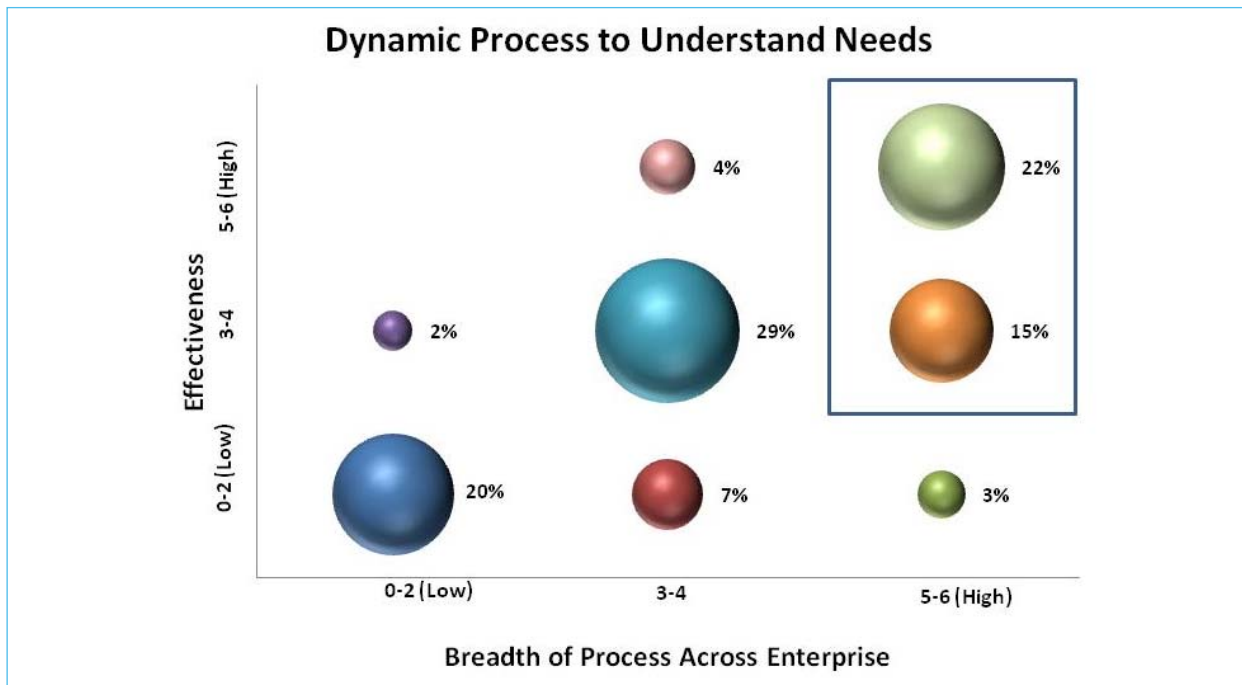 Dynamic Process to Understand Needs
Effectiveness
5-6 (High)
4%
22%
3-4
2%
29%
15%
0-2 (Low)
20%
7%
3%
0-2 (Low)
3-4
5-6 (High)
Breadth of Process Across Enterprise